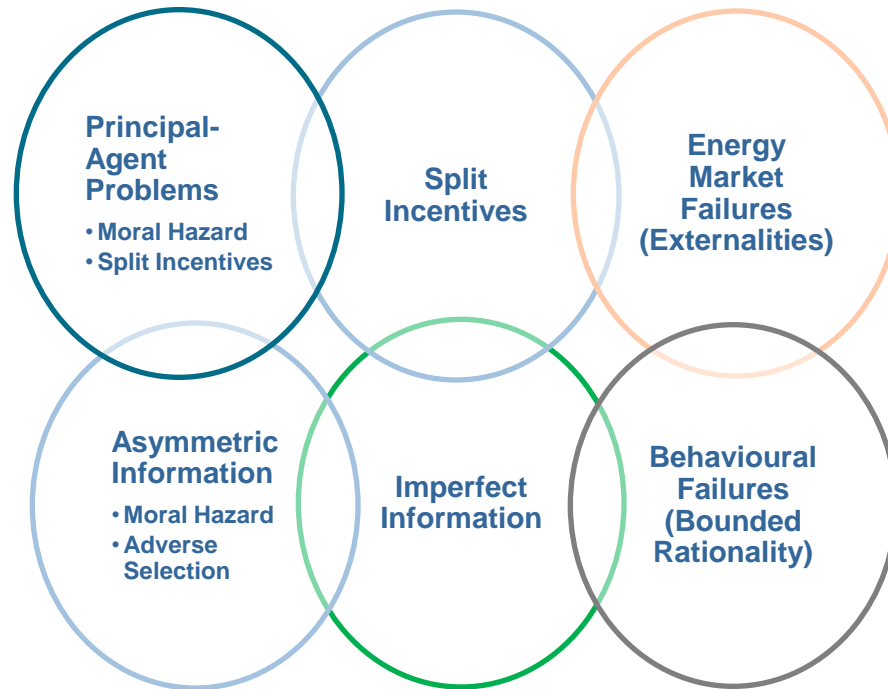 Principal-
Agent
Problems
• Moral Hazard
• Split Incentives
Split
Incentives
Energy
Market
Failures
(Externalities)
Asymmetric
Information
• Moral Hazard
• Adverse
Selection
Imperfect
Information
Behavioural
Failures
(Bounded
Rationality)